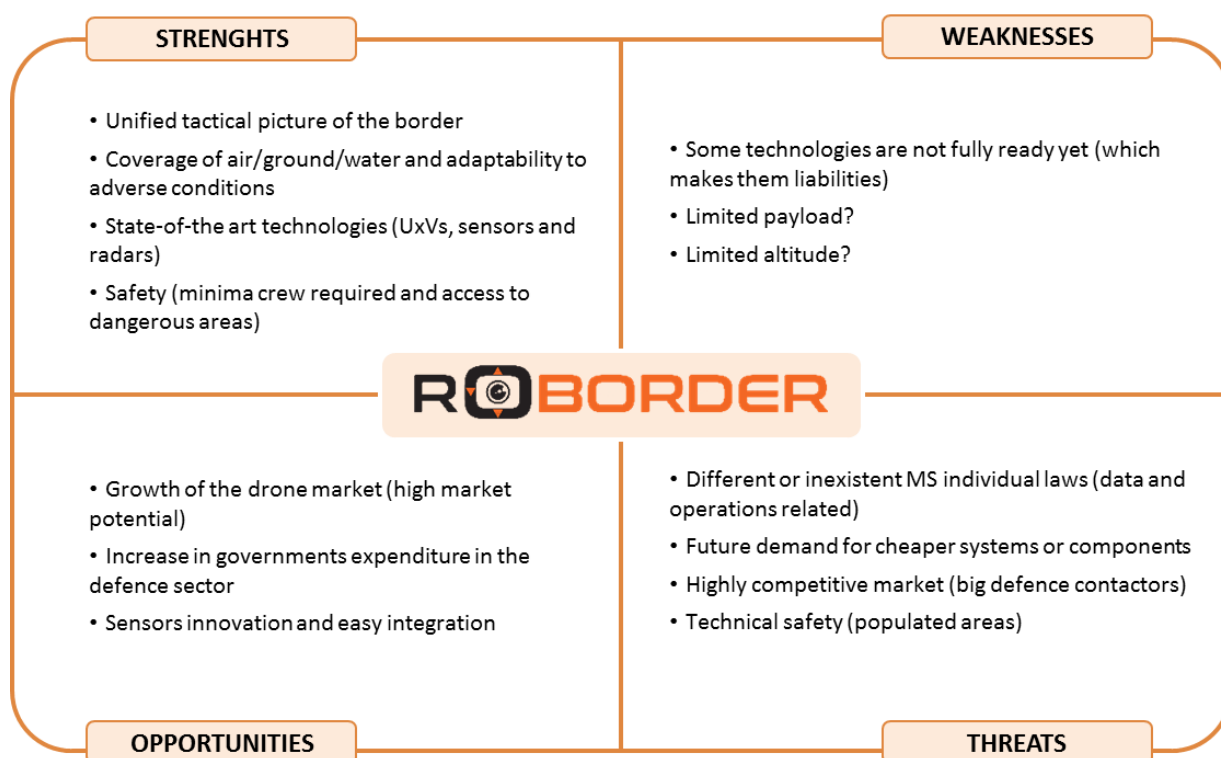 STRENGHTS
• Unified tactical picture of the border
• Coverage of air/ground/water and adaptability to
adverse conditions
• State-of-the art technologies (UxVs, sensors and
radars)
• Safety (minima crew required and access to
dangerous areas)
WEAKNESSES
• Some technologies are not fully ready yet (which
makes them liabilities)
• Limited payload?
• Limited altitude?
ROBORDER
• Growth of the drone market (high market
potential)
• Increase in governments expenditure in the
defence sector
• Sensors innovation and easy integration
OPPORTUNITIES
• Different or inexistent MS individual laws (data and
operations related)
• Future demand for cheaper systems or components
• Highly competitive market (big defence contactors)
• Technical safety (populated areas)
THREATS